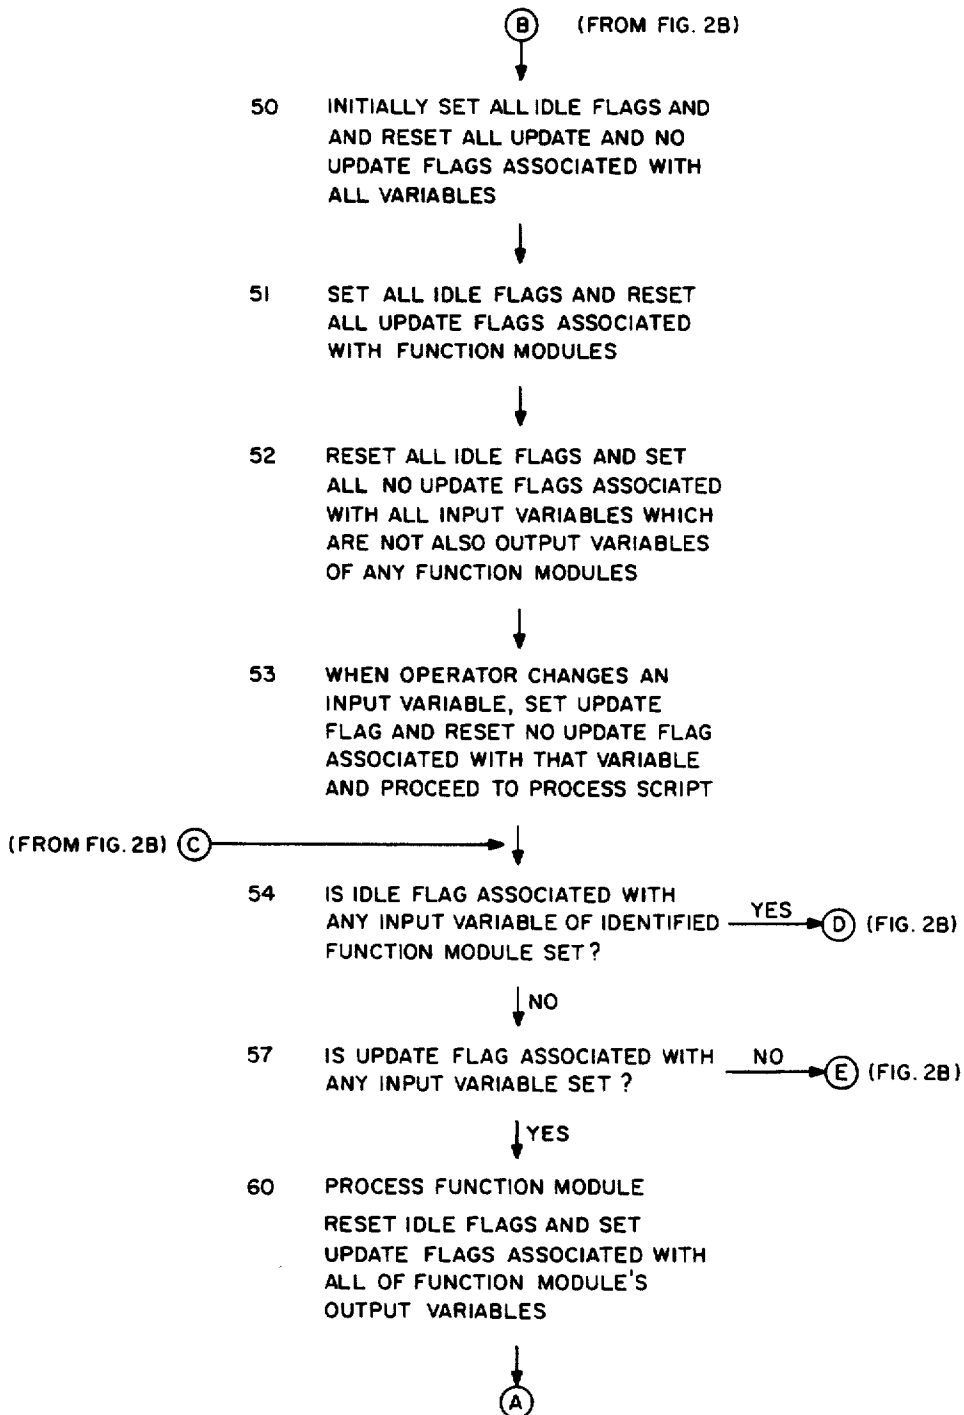 B (FROM FIG. 2B)
50 INITIALLY SET ALL IDLE FLAGS AND
AND RESET ALL UPDATE AND NO
UPDATE FLAGS ASSOCIATED WITH
ALL VARIABLES
51 SET ALL IDLE FLAGS AND RESET
ALL UPDATE FLAGS ASSOCIATED
WITH FUNCTION MODULES
52 RESET ALL IDLE FLAGS AND SET
ALL NO UPDATE FLAGS ASSOCIATED
WITH ALL INPUT VARIABLES WHICH
ARE NOT ALSO OUTPUT VARIABLES
OF ANY FUNCTION MODULES
53 WHEN OPERATOR CHANGES AN
INPUT VARIABLE, SET UPDATE
FLAG AND RESET NO UPDATE FLAG
ASSOCIATED WITH THAT VARIABLE
AND PROCEED TO PROCESS SCRIPT
(FROM FIG. 2B) C
54 IS IDLE FLAG ASSOCIATED WITH
ANY INPUT VARIABLE OF IDENTIFIED YES D (FIG. 2B)
FUNCTION MODULE SET?
NO
57 IS UPDATE FLAG ASSOCIATED WITH NO E (FIG. 2B)
ANY INPUT VARIABLE SET?
YES
60 PROCESS FUNCTION MODULE
RESET IDLE FLAGS AND SET
UPDATE FLAGS ASSOCIATED WITH
ALL OF FUNCTION MODULE'S
OUTPUT VARIABLES
A